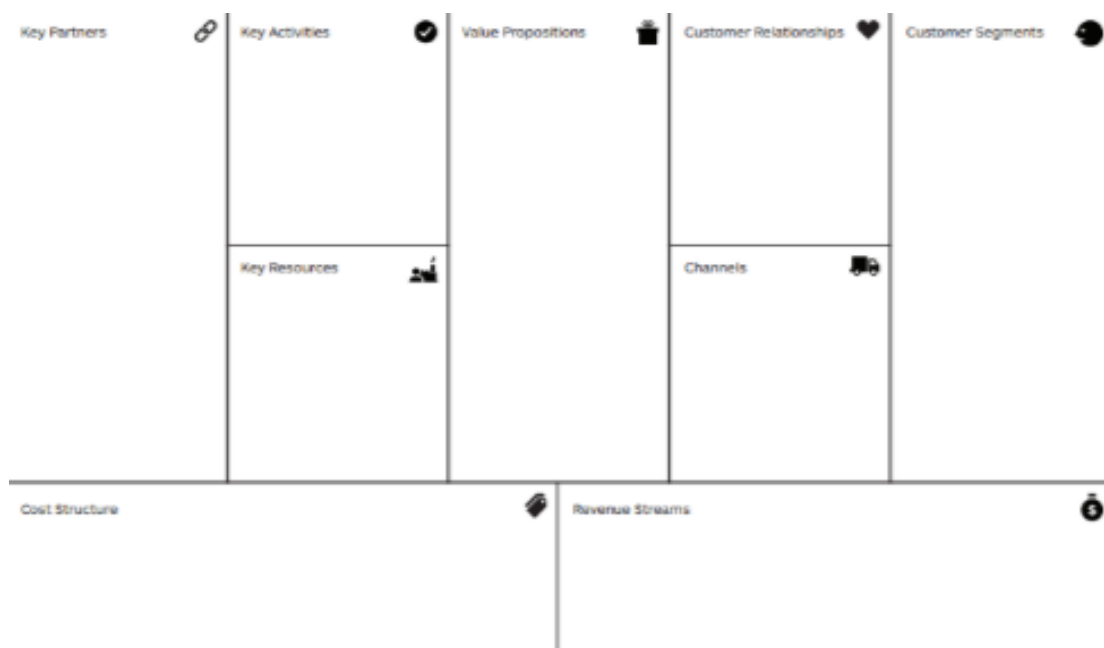 Key Partners
Key Activities
Value Propositions
Customer Relationships
Customer Segments
Key Resources
Channels
Cost Structure
Revenue Streams